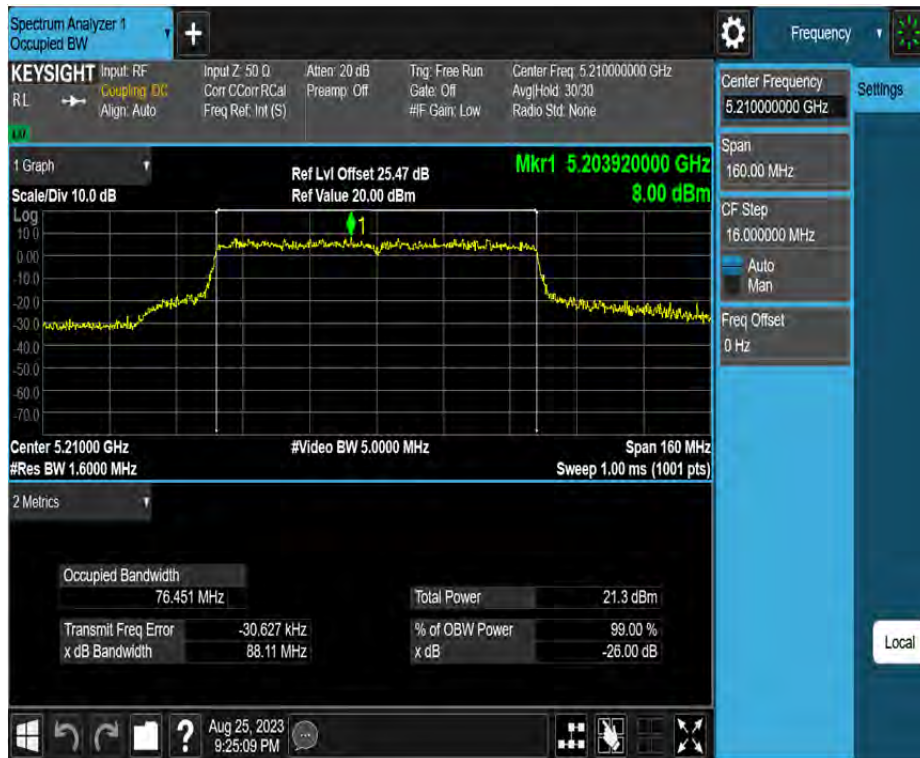 Spectrum Analyzer 1
Occupied BW
+
Frequency
KEYSIGHT Input: RF Input Z: 50 Ω Atten: 20 dB Trig: Free Run Center Freq: 5.210000000 GHz
RL Coupling: DC Corr CCorr RCal Preamp: Off Gate: Off Avg|Hold: 30/30
Align: Auto Freq Ref: Int (S) #IF Gain: Low Radio Std: None
Center Frequency
5.210000000 GHz
Settings
Span
160.00 MHz
CF Step
16.000000 MHz
Auto
Man
Freq Offset
0 Hz
1 Graph
Ref Lvl Offset 25.47 dB Mkr1 5.203920000 GHz
Scale/Div 10.0 dB Ref Value 20.00 dBm 8.00 dBm
Log
10.0
1
0.00
-10.0
-20.0
-30.0
-40.0
-50.0
-60.0
-70.0
Center 5.21000 GHz #Video BW 5.0000 MHz Span 160 MHz
#Res BW 1.6000 MHz Sweep 1.00 ms (1001 pts)
2 Metrics
Occupied Bandwidth
76.451 MHz Total Power 21.3 dBm
Transmit Freq Error -30.627 kHz % of OBW Power 99.00 %
x dB Bandwidth 88.11 MHz x dB -26.00 dB
Local
? Aug 25, 2023
9:25:09 PM